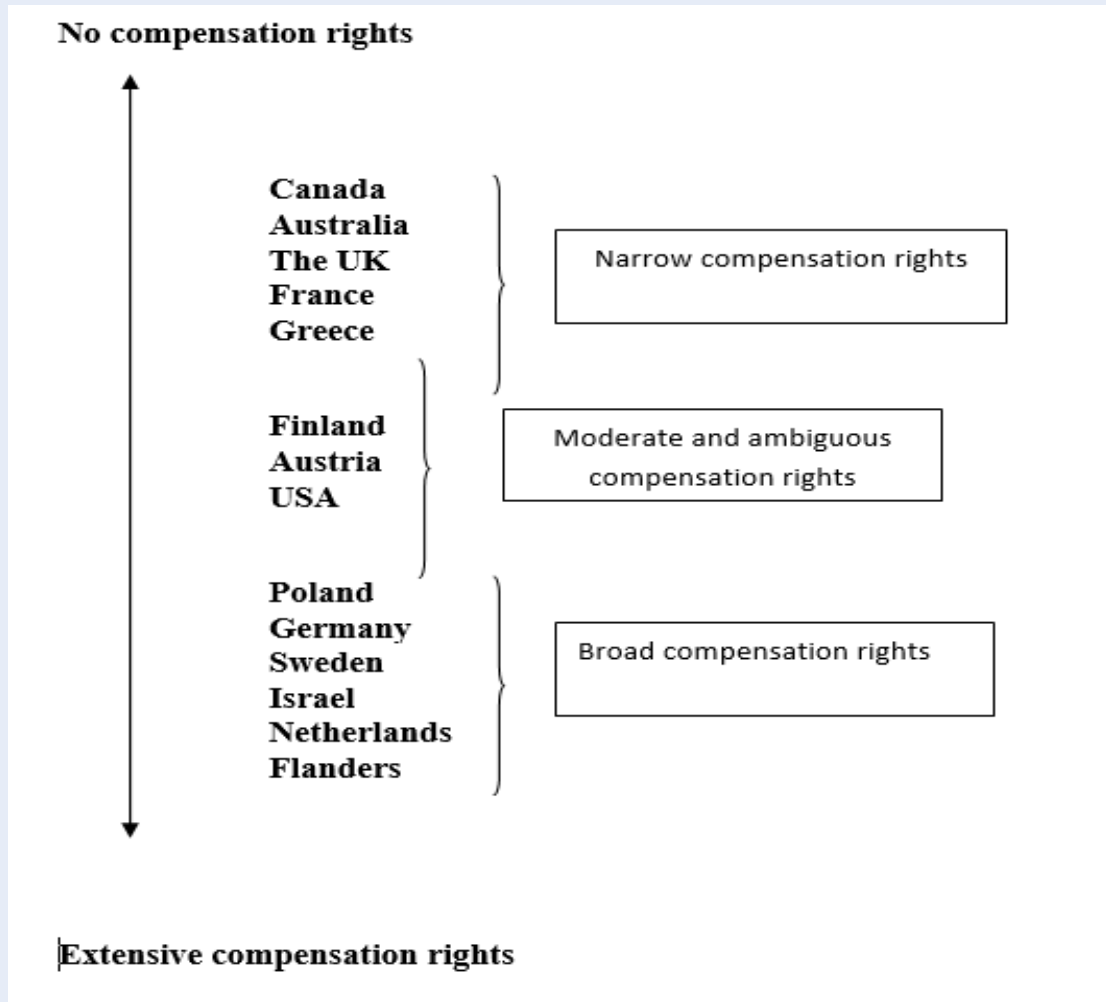 No compensation rights
Canada
Australia
The UK
France
Greece
Narrow compensation rights
Finland
Austria
USA
Moderate and ambiguous
compensation rights
Poland
Germany
Sweden
Israel
Netherlands
Flanders
Broad compensation rights
Extensive compensation rights